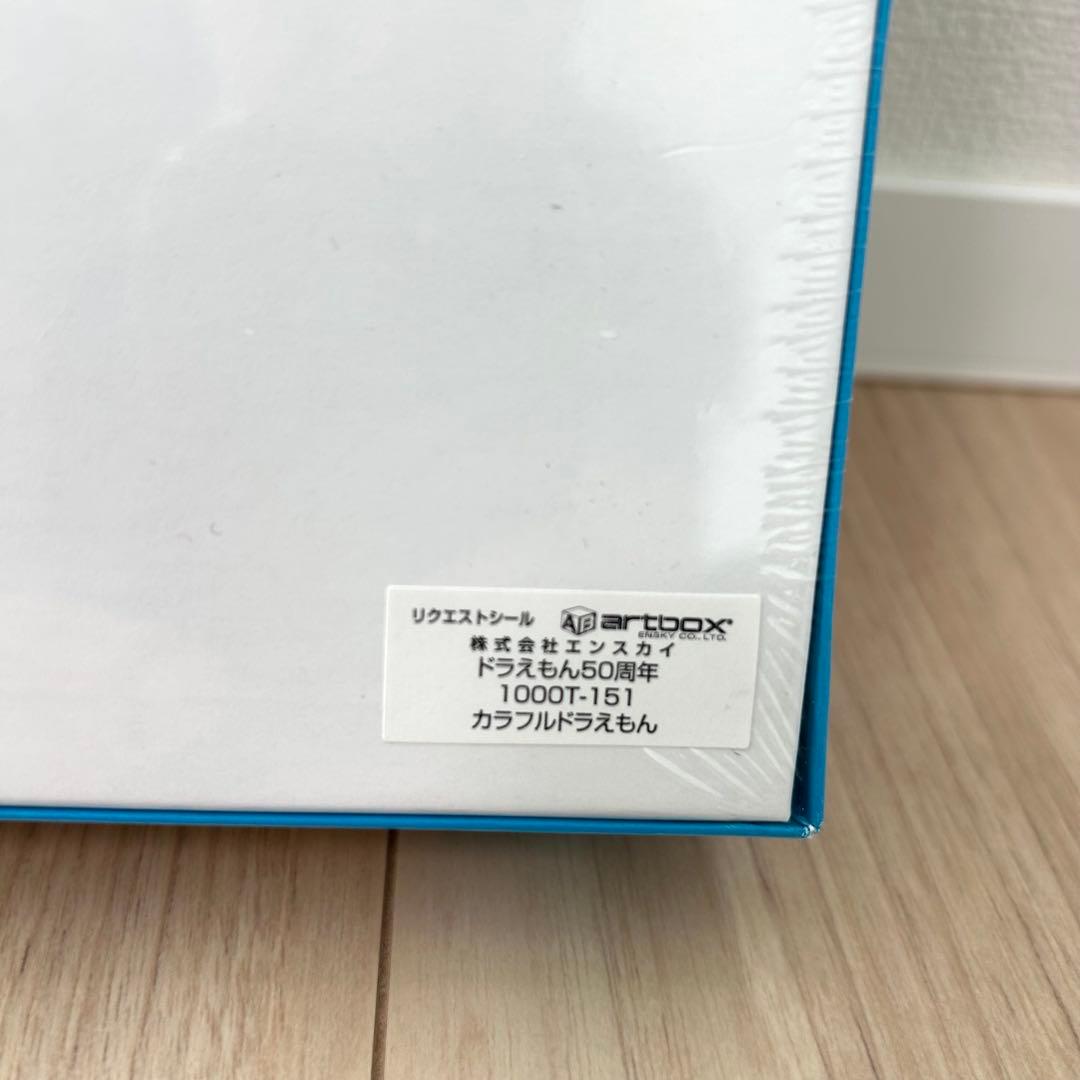 リクエストシール AB artbox
ENSKY CO., LTD.
株式会社エンスカイ
ドラえもん50周年
1000T-151
カラフルドラえもん